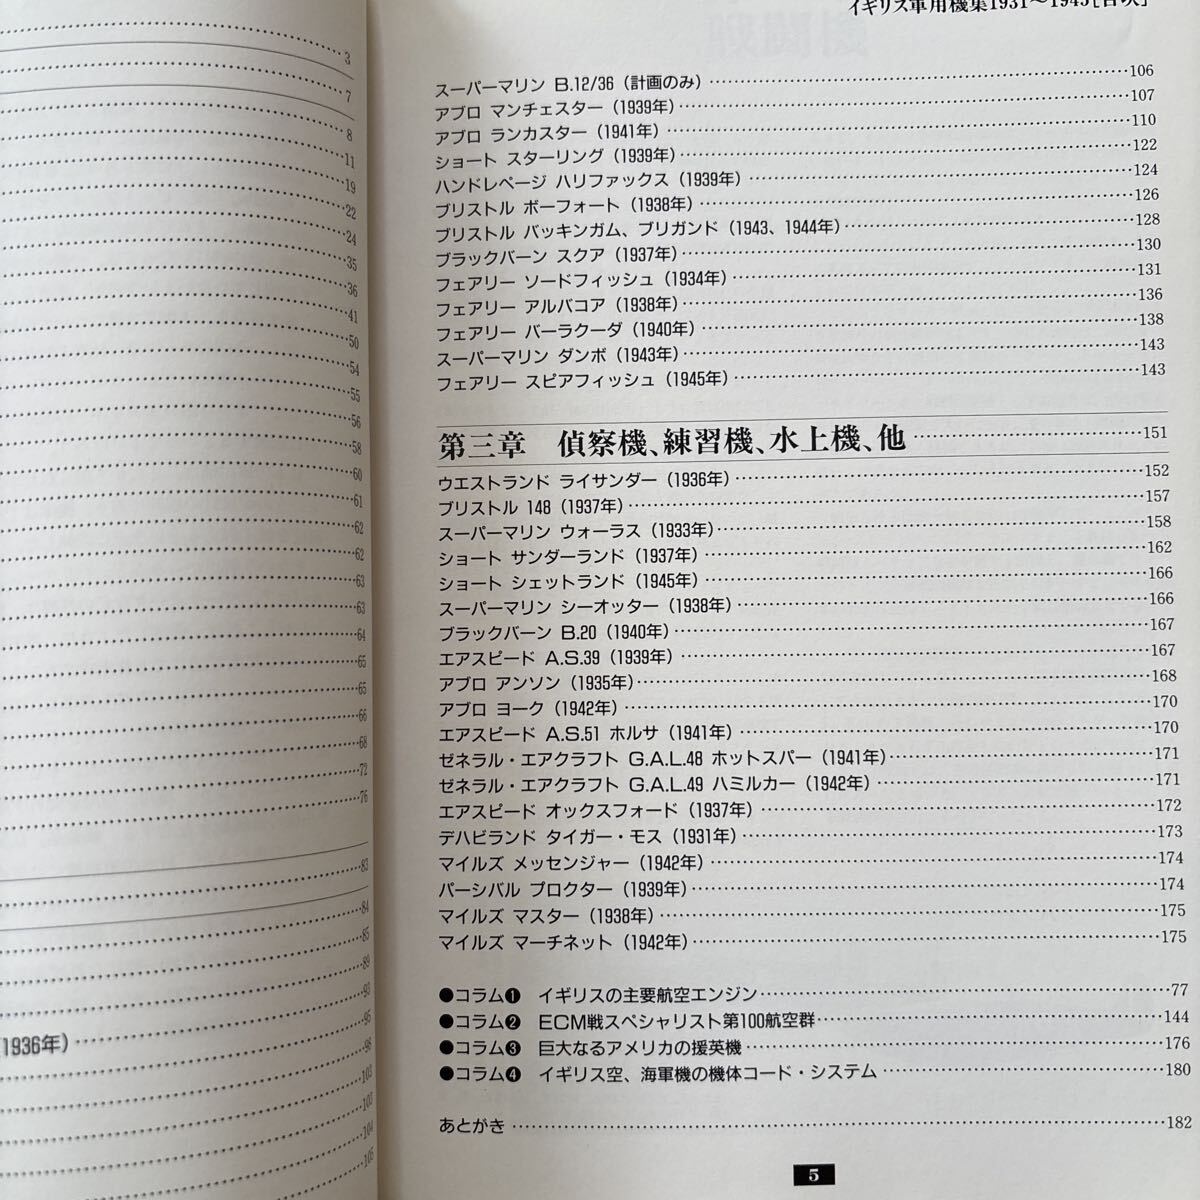 3
7
8
11
19
22
24
35
36
41
50
54
55
56
58
60
61
62
62
63
63
64
65
65
66
68
72
76
83
84
85
89
93
95
1936年)
98
103
103
104
105
イギリス軍用機集1931～1945[目次]
スーパーマリン B.12/36（計画のみ）…106
アブロ マンチェスター（1939年）…107
アブロ ランカスター（1941年）…110
ショート スターリング（1939年）…122
ハンドレページ ハリファックス（1939年）…124
ブリストル ボーフォート（1938年）…126
ブリストル バッキンガム、ブリガンド（1943、1944年）…128
ブラックバーン スクア（1937年）…130
フェアリー ソードフィッシュ（1934年）…131
フェアリー アルバコア（1938年）…136
フェアリー バーラクーダ（1940年）…138
スーパーマリン ダンボ（1943年）…143
フェアリー スピアフィッシュ（1945年）…143
第三章　偵察機、練習機、水上機、他…151
ウエストランド ライサンダー（1936年）…152
ブリストル 148（1937年）…157
スーパーマリン ウォーラス（1933年）…158
ショート サンダーランド（1937年）…162
ショート シェットランド（1945年）…166
スーパーマリン シーオッター（1938年）…166
ブラックバーン B.20（1940年）…167
エアスピード A.S.39（1939年）…167
アブロ アンソン（1935年）…168
アブロ ヨーク（1942年）…170
エアスピード A.S.51 ホルサ（1941年）…170
ゼネラル・エアクラフト G.A.L.48 ホットスパー（1941年）…171
ゼネラル・エアクラフト G.A.L.49 ハミルカー（1942年）…171
エアスピード オックスフォード（1937年）…172
デハビランド タイガー・モス（1931年）…173
マイルズ メッセンジャー（1942年）…174
パーシバル プロクター（1939年）…174
マイルズ マスター（1938年）…175
マイルズ マーチネット（1942年）…175
●コラム❶　イギリスの主要航空エンジン…77
●コラム❷　ECM戦スペシャリスト第100航空群…144
●コラム❸　巨大なるアメリカの援英機…176
●コラム❹　イギリス空、海軍機の機体コード・システム…180
あとがき…182
5